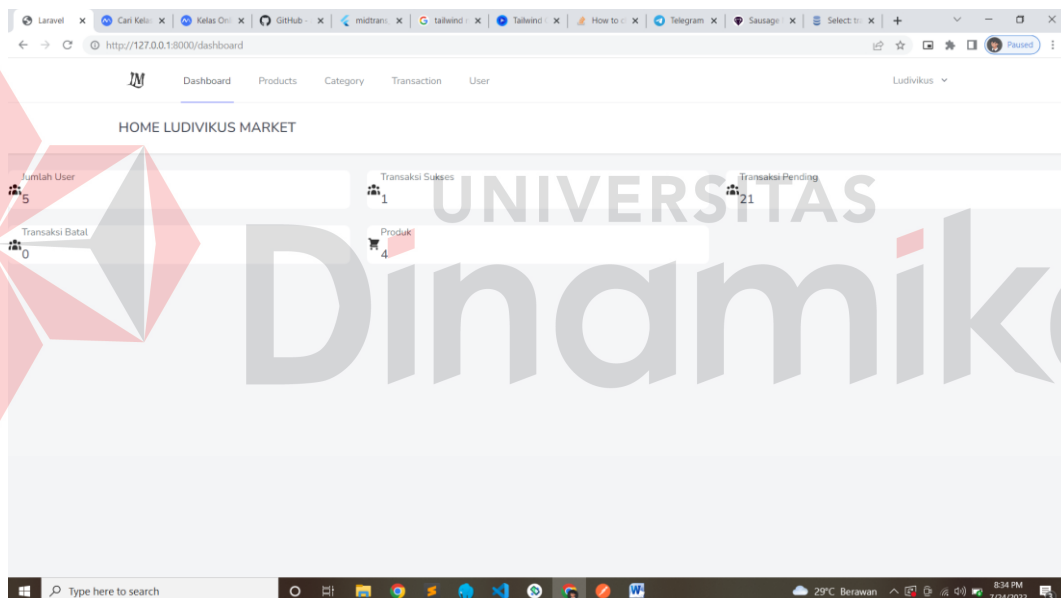 Laravel
Cari Kelas
Kelas Onl
GitHub -
midtrans
tailwind
Tailwind
How to
Telegram
Sausage
Select: tr
http://127.0.0.1:8000/dashboard
Paused
LM
Dashboard
Products
Category
Transaction
User
Ludivikus
HOME LUDIVIKUS MARKET
Jumlah User
5
Transaksi Sukses
1
Transaksi Pending
21
Transaksi Batal
0
Produk
4
UNIVERSITAS
Dinamika
Type here to search
29°C Berawan
8:34 PM